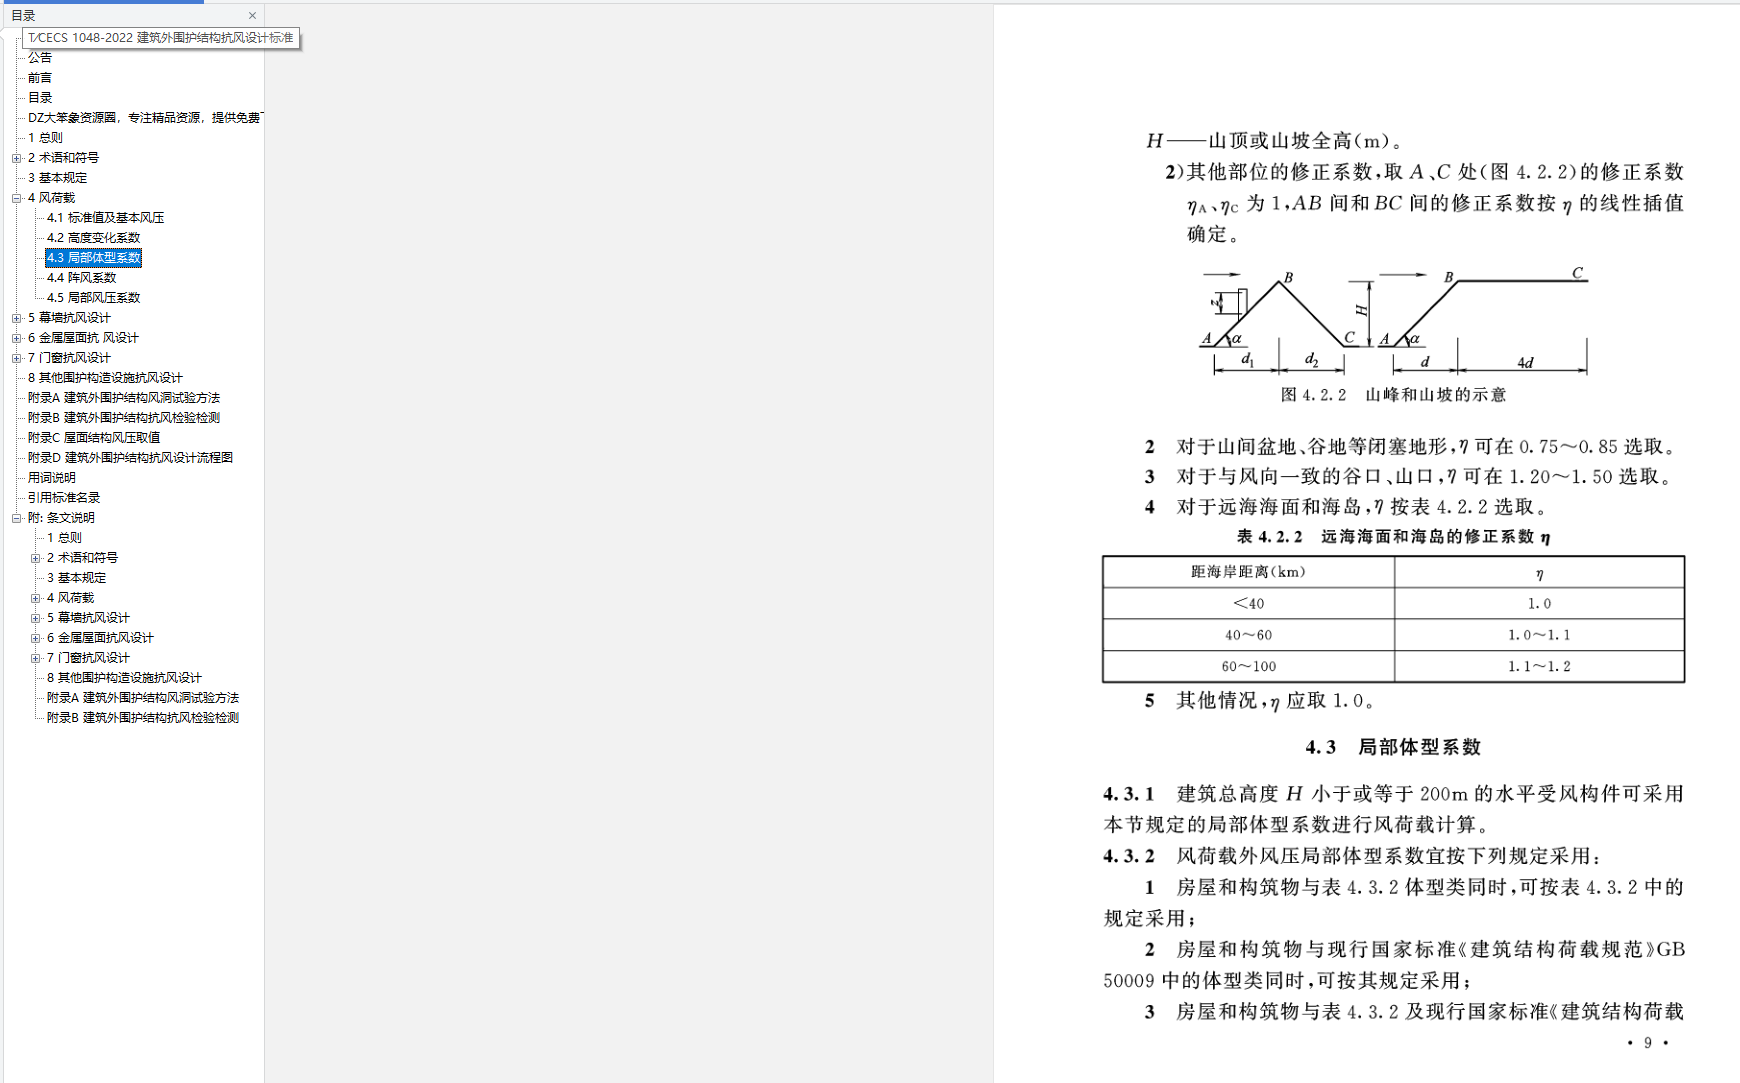 目录 ×
T/CECS 1048-2022 建筑外围护结构抗风设计标准
公告
前言
目录
DZ大笨象资源圈，专注精品资源，提供免费
1 总则
2 术语和符号
3 基本规定
4 风荷载
4.1 标准值及基本风压
4.2 高度变化系数
4.3 局部体型系数
4.4 阵风系数
4.5 局部风压系数
5 幕墙抗风设计
6 金属屋面抗 风设计
7 门窗抗风设计
8 其他围护构造设施抗风设计
附录A 建筑外围护结构风洞试验方法
附录B 建筑外围护结构抗风检验检测
附录C 屋面结构风压取值
附录D 建筑外围护结构抗风设计流程图
用词说明
引用标准名录
附: 条文说明
1 总则
2 术语和符号
3 基本规定
4 风荷载
5 幕墙抗风设计
6 金属屋面抗风设计
7 门窗抗风设计
8 其他围护构造设施抗风设计
附录A 建筑外围护结构风洞试验方法
附录B 建筑外围护结构抗风检验检测
H——山顶或山坡全高(m)。
2)其他部位的修正系数,取 A、C 处(图 4.2.2)的修正系数
ηA、ηC 为 1,AB 间和 BC 间的修正系数按 η 的线性插值
确定。
B B C
z H
A α C A α
d1 d2 d 4d
图 4.2.2 山峰和山坡的示意
2 对于山间盆地、谷地等闭塞地形,η 可在 0.75～0.85 选取。
3 对于与风向一致的谷口、山口,η 可在 1.20～1.50 选取。
4 对于远海海面和海岛,η 按表 4.2.2 选取。
表 4.2.2 远海海面和海岛的修正系数 η
距海岸距离(km) η
<40 1.0
40～60 1.0～1.1
60～100 1.1～1.2
5 其他情况,η 应取 1.0。
4.3 局部体型系数
4.3.1 建筑总高度 H 小于或等于 200m 的水平受风构件可采用
本节规定的局部体型系数进行风荷载计算。
4.3.2 风荷载外风压局部体型系数宜按下列规定采用:
1 房屋和构筑物与表 4.3.2 体型类同时,可按表 4.3.2 中的
规定采用;
2 房屋和构筑物与现行国家标准《建筑结构荷载规范》GB
50009 中的体型类同时,可按其规定采用;
3 房屋和构筑物与表 4.3.2 及现行国家标准《建筑结构荷载
• 9 •